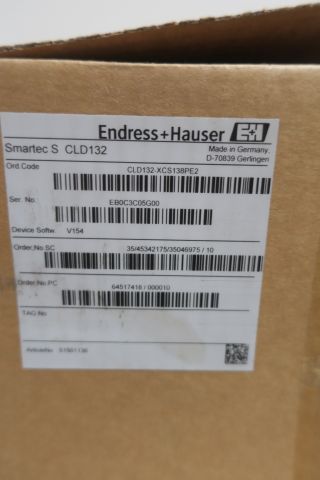 Endress+Hauser E+H
Smartec S CLD132
Made in Germany,
D-70839 Gerlingen
Ord.Code
CLD132-XCS138PE2
Ser. No.
EB0C3C05G00
Device Softw. V154
Order.No.SC
35/45342175/35046975 / 10
Order.No.PC
64517416 / 000010
TAG No